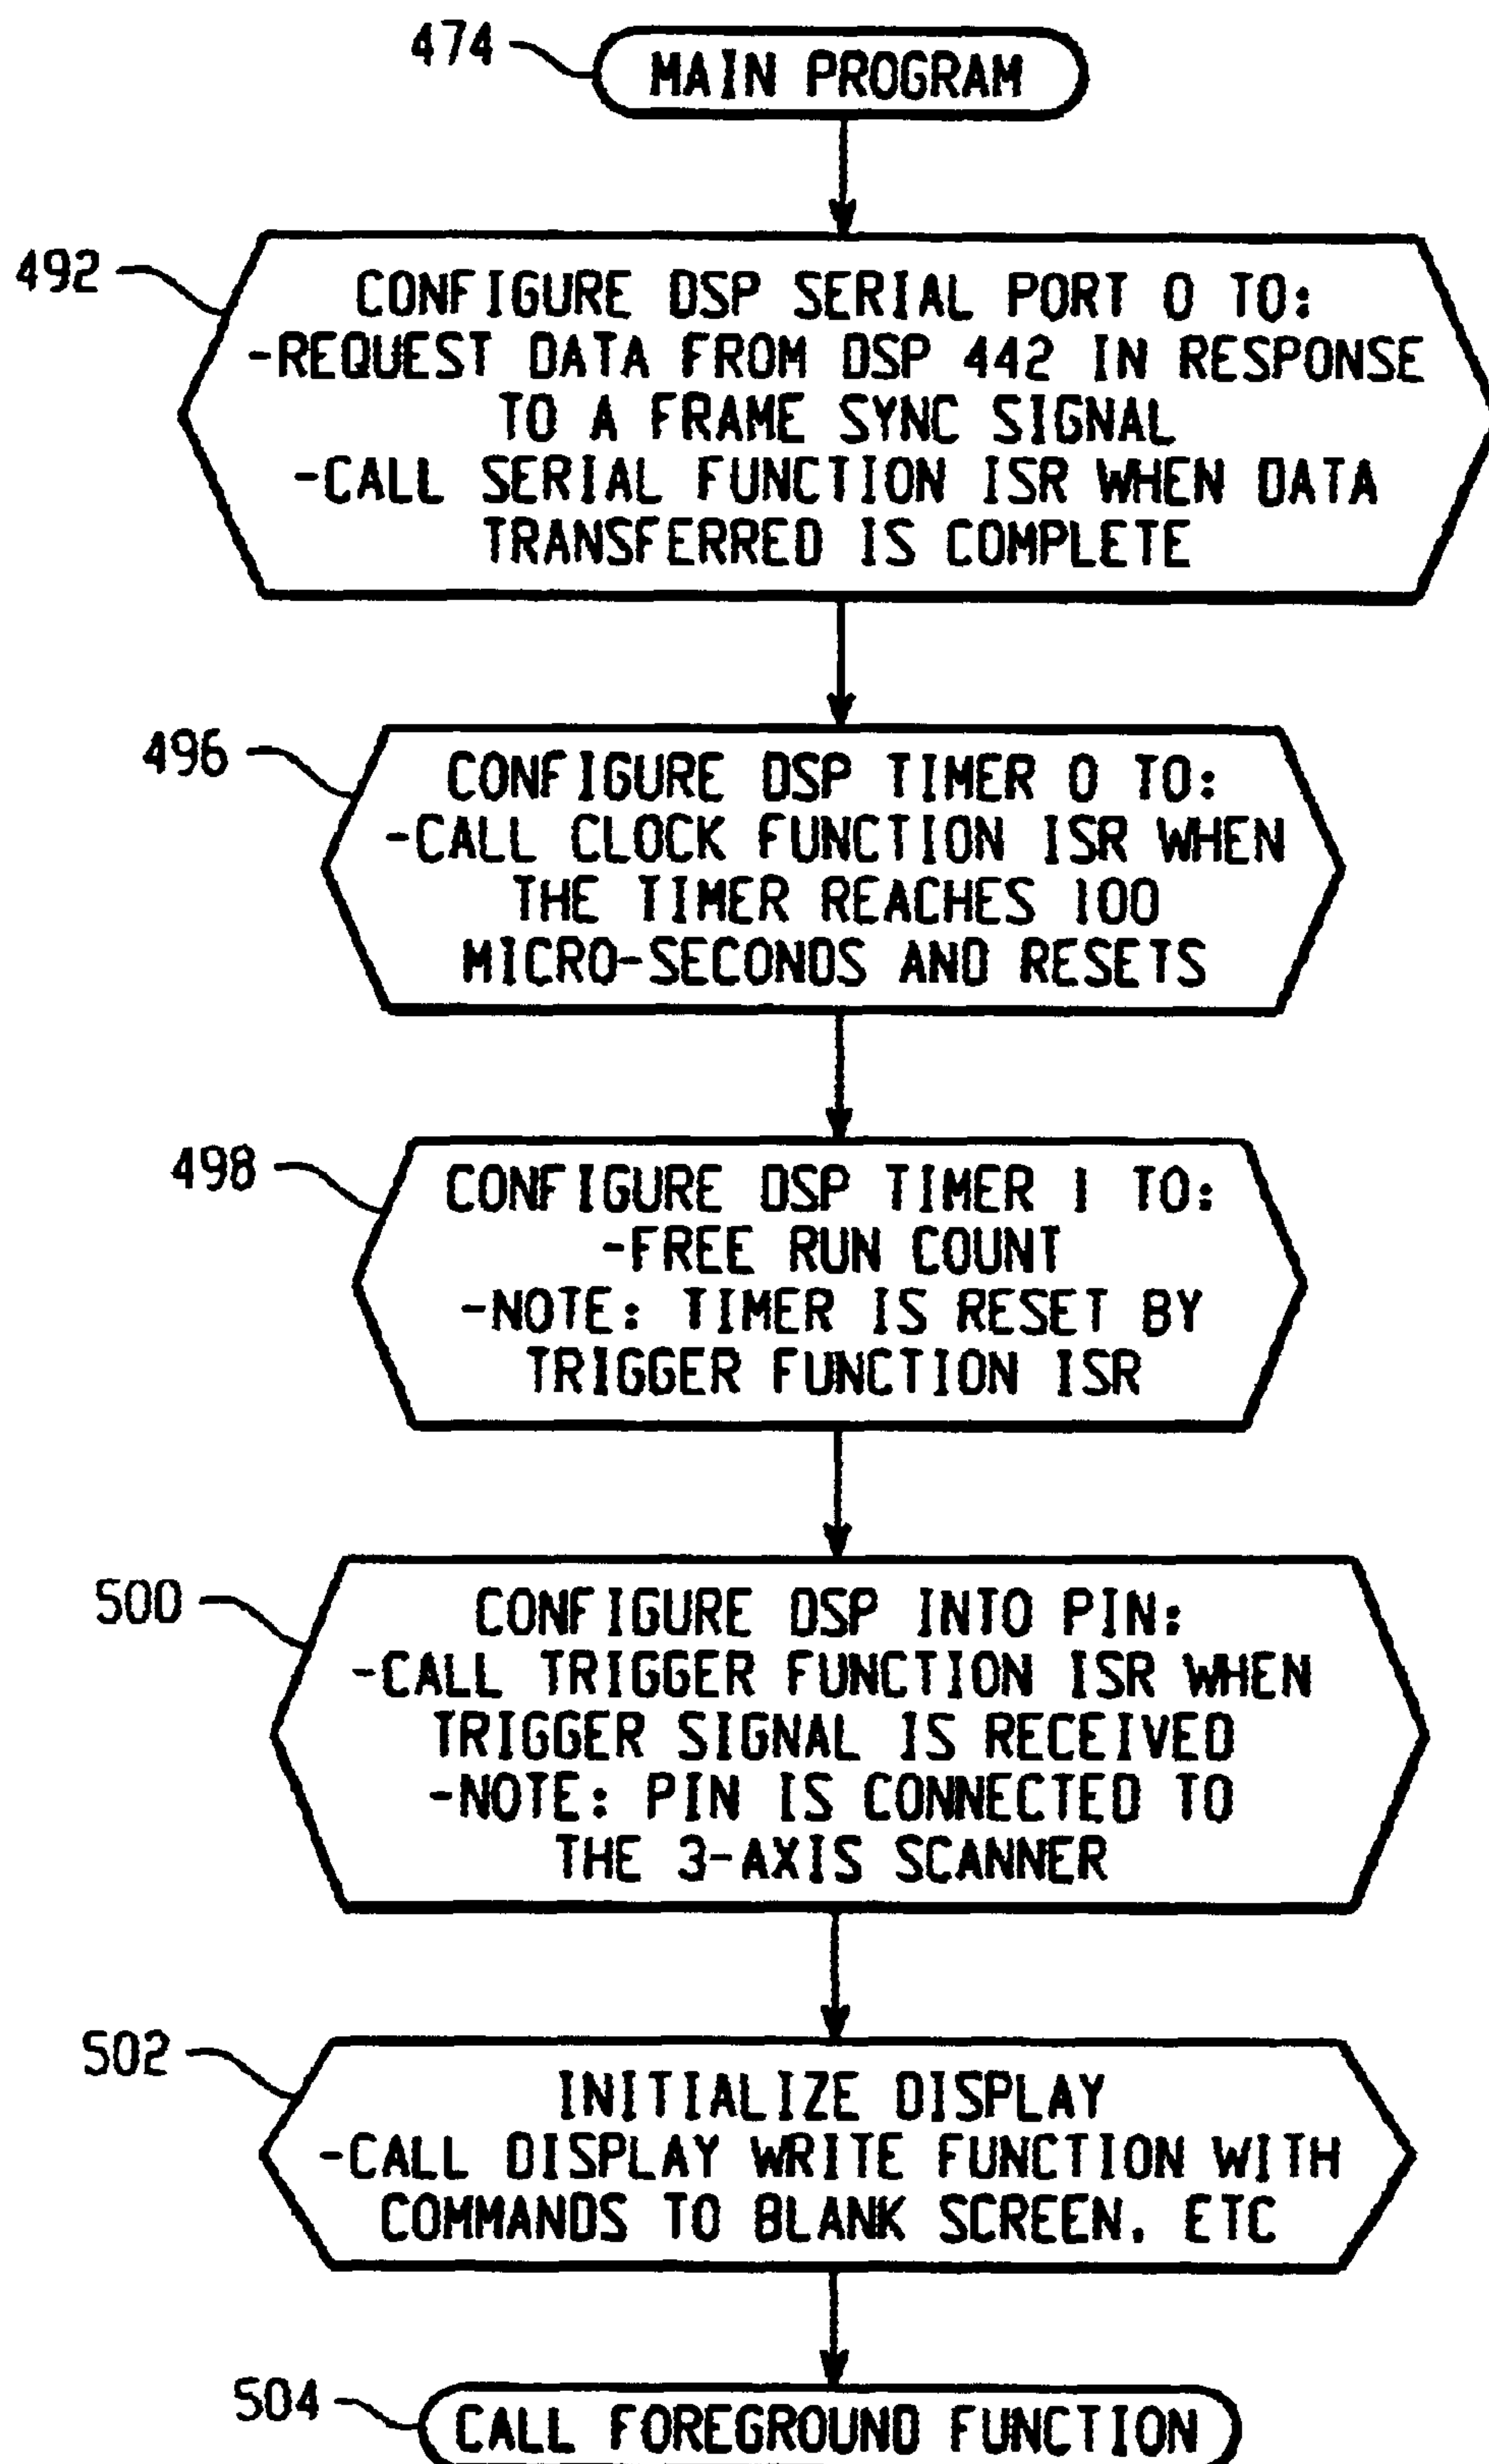 474
MAIN PROGRAM
492
CONFIGURE DSP SERIAL PORT 0 TO:
-REQUEST DATA FROM DSP 442 IN RESPONSE
TO A FRAME SYNC SIGNAL
-CALL SERIAL FUNCTION ISR WHEN DATA
TRANSFERRED IS COMPLETE
496
CONFIGURE DSP TIMER 0 TO:
-CALL CLOCK FUNCTION ISR WHEN
THE TIMER REACHES 100
MICRO-SECONDS AND RESETS
498
CONFIGURE DSP TIMER 1 TO:
-FREE RUN COUNT
-NOTE: TIMER IS RESET BY
TRIGGER FUNCTION ISR
500
CONFIGURE DSP INTO PIN:
-CALL TRIGGER FUNCTION ISR WHEN
TRIGGER SIGNAL IS RECEIVED
-NOTE: PIN IS CONNECTED TO
THE 3-AXIS SCANNER
502
INITIALIZE DISPLAY
-CALL DISPLAY WRITE FUNCTION WITH
COMMANDS TO BLANK SCREEN, ETC
504
CALL FOREGROUND FUNCTION